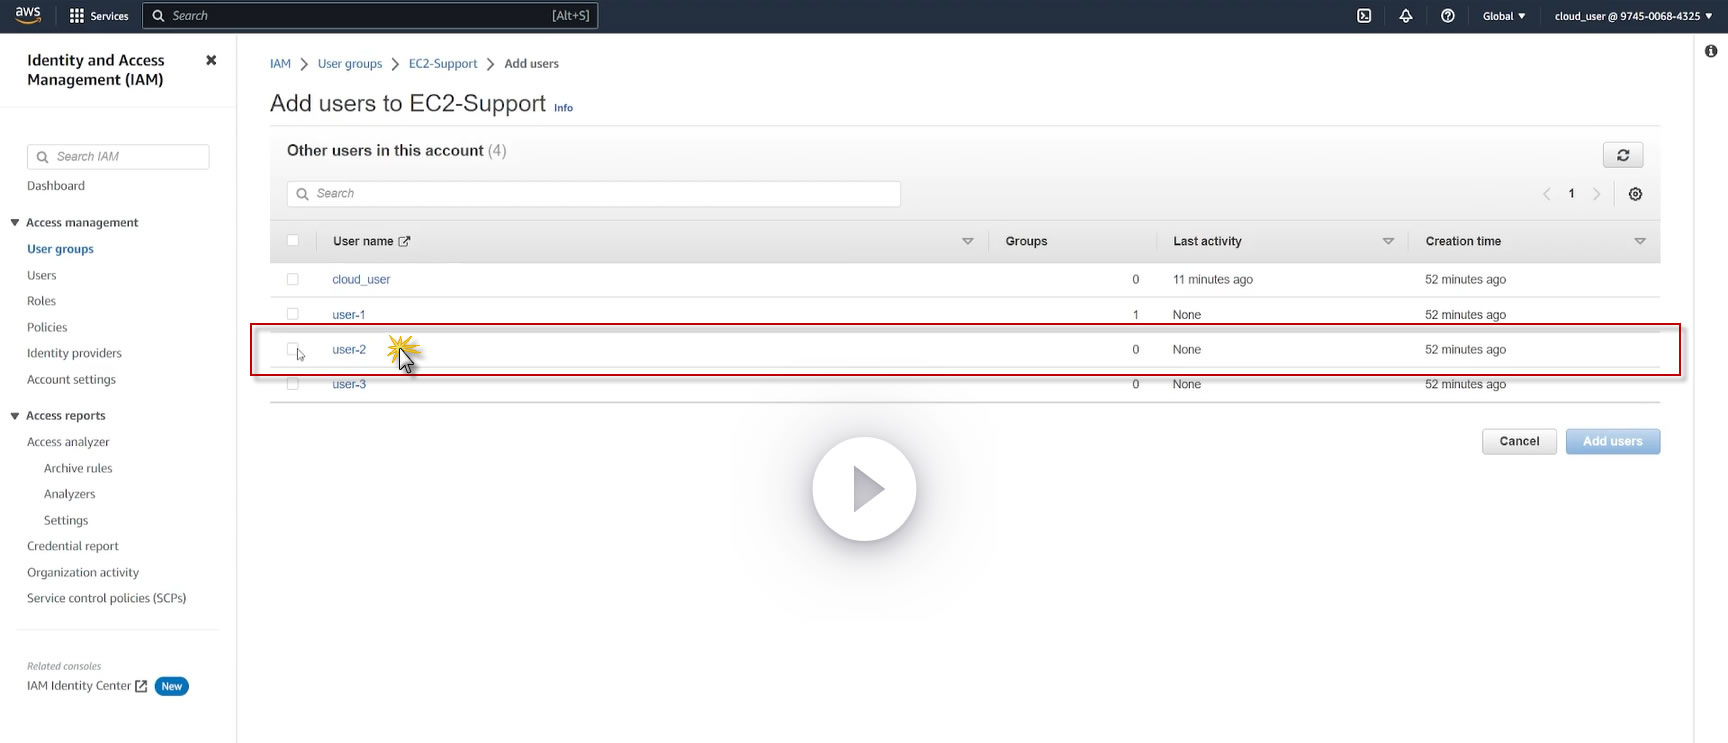 aws Services Search [Alt+S] Global cloud_user @ 9745-0068-4325
Identity and Access
Management (IAM)
Search IAM
Dashboard
Access management
User groups
Users
Roles
Policies
Identity providers
Account settings
Access reports
Access analyzer
Archive rules
Analyzers
Settings
Credential report
Organization activity
Service control policies (SCPs)
Related consoles
IAM Identity Center New
IAM User groups EC2-Support Add users
Add users to EC2-Support Info
Other users in this account (4)
Search
1
User name Groups Last activity Creation time
cloud_user 0 11 minutes ago 52 minutes ago
user-1 1 None 52 minutes ago
user-2 0 None 52 minutes ago
user-3 0 None 52 minutes ago
Cancel Add users